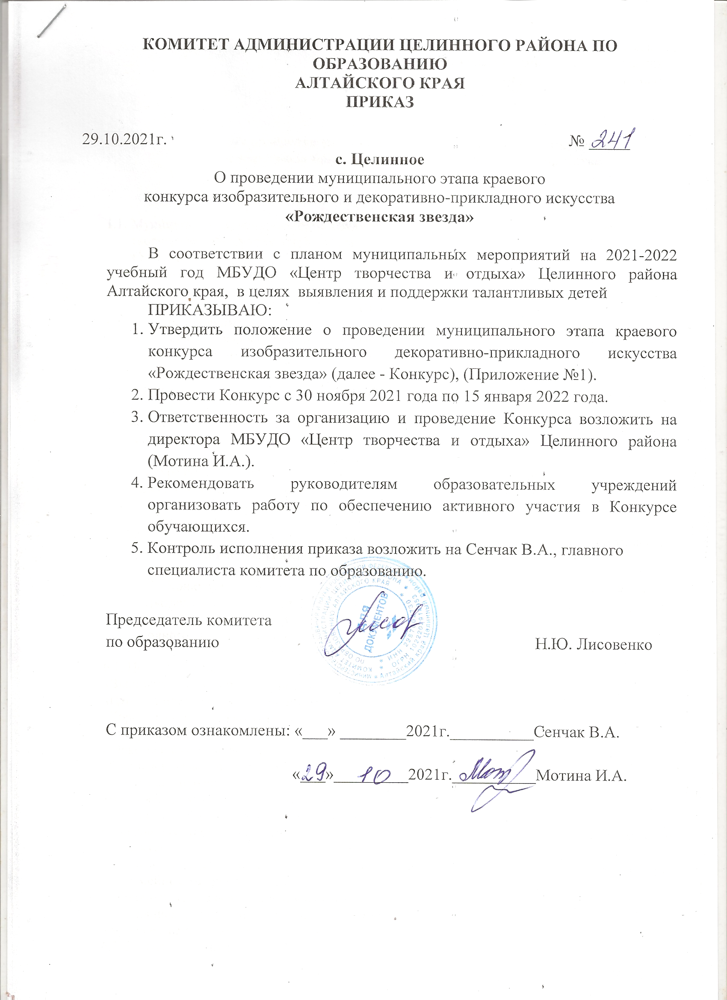 КОМИТЕТ АДМИНИСТРАЦИИ ЦЕЛИННОГО РАЙОНА ПО
ОБРАЗОВАНИЮ
АЛТАЙСКОГО КРАЯ
ПРИКАЗ
29.10.2021г. № 241
с. Целинное
О проведении муниципального этапа краевого
конкурса изобразительного и декоративно-прикладного искусства
«Рождественская звезда»
В соответствии с планом муниципальных мероприятий на 2021-2022
учебный год МБУДО «Центр творчества и отдыха» Целинного района
Алтайского края, в целях выявления и поддержки талантливых детей
ПРИКАЗЫВАЮ:
1. Утвердить положение о проведении муниципального этапа краевого
конкурса изобразительного декоративно-прикладного искусства
«Рождественская звезда» (далее - Конкурс), (Приложение №1).
2. Провести Конкурс с 30 ноября 2021 года по 15 января 2022 года.
3. Ответственность за организацию и проведение Конкурса возложить на
директора МБУДО «Центр творчества и отдыха» Целинного района
(Мотина И.А.).
4. Рекомендовать руководителям образовательных учреждений
организовать работу по обеспечению активного участия в Конкурсе
обучающихся.
5. Контроль исполнения приказа возложить на Сенчак В.А., главного
специалиста комитета по образованию.
ДЛЯ
ДОКУМЕНТОВ
Председатель комитета
по образованию Н.Ю. Лисовенко
С приказом ознакомлены: «___» ________2021г.__________Сенчак В.А.
«29» 10 2021г. Мотина И.А.